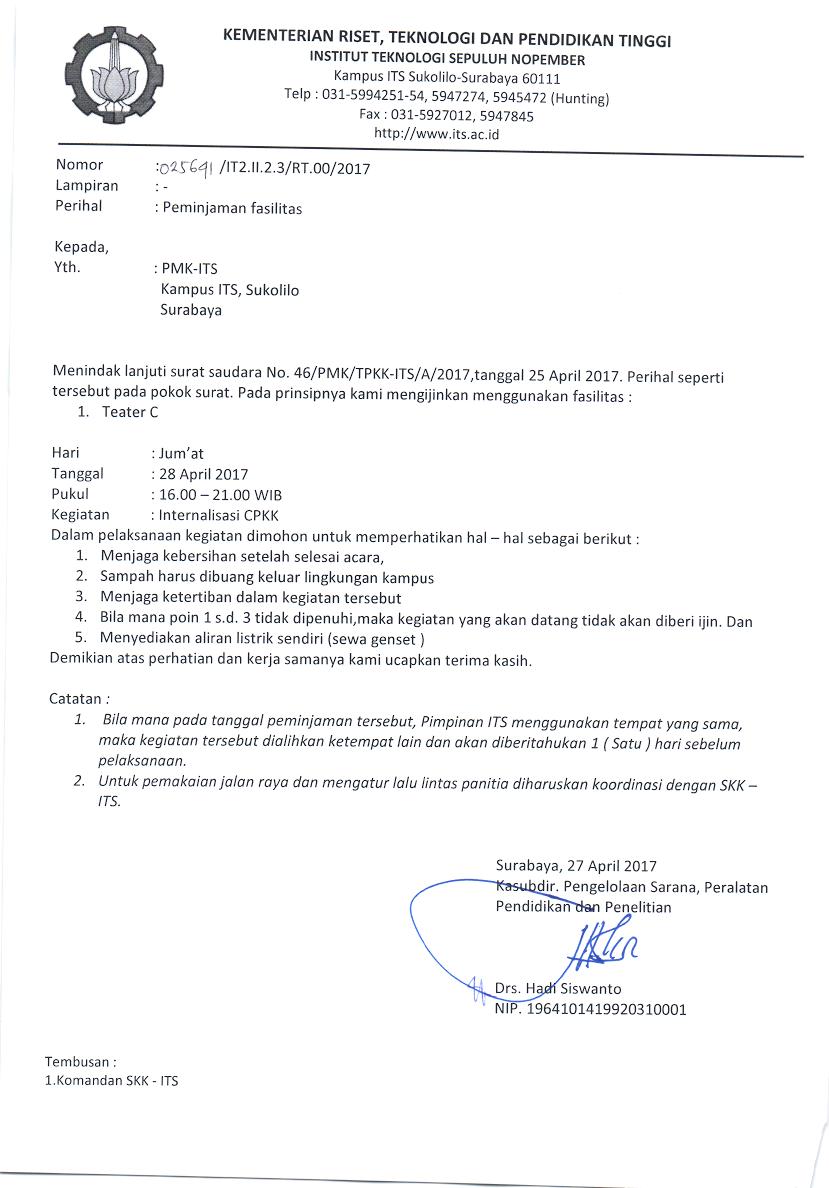 KEMENTERIAN RISET, TEKNOLOGI DAN PENDIDIKAN TINGGI
INSTITUT TEKNOLOGI SEPULUH NOPEMBER
Kampus ITS Sukolilo-Surabaya 60111
Telp : 031-5994251-54, 5947274, 5945472 (Hunting)
Fax : 031-5927012, 5947845
http://www.its.ac.id
Nomor :025691 /IT2.II.2.3/RT.00/2017
Lampiran : -
Perihal : Peminjaman fasilitas
Kepada,
Yth. : PMK-ITS
Kampus ITS, Sukolilo
Surabaya
Menindak lanjuti surat saudara No. 46/PMK/TPKK-ITS/A/2017,tanggal 25 April 2017. Perihal seperti
tersebut pada pokok surat. Pada prinsipnya kami mengijinkan menggunakan fasilitas :
1. Teater C
Hari : Jum'at
Tanggal : 28 April 2017
Pukul : 16.00 – 21.00 WIB
Kegiatan : Internalisasi CPKK
Dalam pelaksanaan kegiatan dimohon untuk memperhatikan hal – hal sebagai berikut :
1. Menjaga kebersihan setelah selesai acara,
2. Sampah harus dibuang keluar lingkungan kampus
3. Menjaga ketertiban dalam kegiatan tersebut
4. Bila mana poin 1 s.d. 3 tidak dipenuhi,maka kegiatan yang akan datang tidak akan diberi ijin. Dan
5. Menyediakan aliran listrik sendiri (sewa genset )
Demikian atas perhatian dan kerja samanya kami ucapkan terima kasih.
Catatan :
1. Bila mana pada tanggal peminjaman tersebut, Pimpinan ITS menggunakan tempat yang sama,
maka kegiatan tersebut dialihkan ketempat lain dan akan diberitahukan 1 ( Satu ) hari sebelum
pelaksanaan.
2. Untuk pemakaian jalan raya dan mengatur lalu lintas panitia diharuskan koordinasi dengan SKK –
ITS.
Surabaya, 27 April 2017
Kasubdir. Pengelolaan Sarana, Peralatan
Pendidikan dan Penelitian
Drs. Hadi Siswanto
NIP. 1964101419920310001
Tembusan :
1.Komandan SKK - ITS